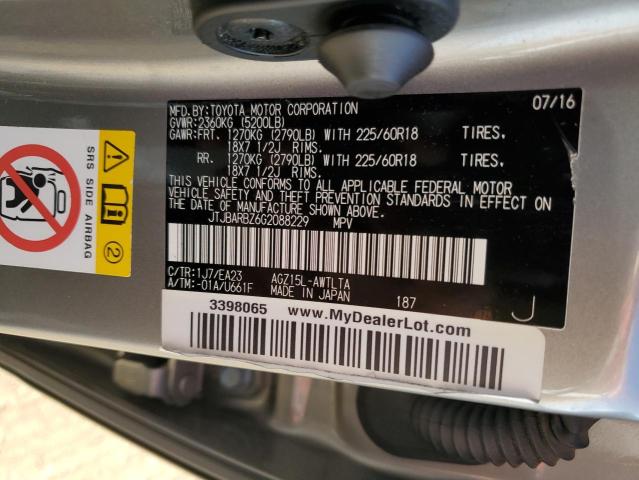 MFD.BY:TOYOTA MOTOR CORPORATION 07/16
GVWR:2360KG (5200LB)
GAWR:FRT. 1270KG (2790LB) WITH 225/60R18 TIRES.
18X7 1/2J RIMS.
RR. 1270KG (2790LB) WITH 225/60R18 TIRES.
18X7 1/2J RIMS.
THIS VEHICLE CONFORMS TO ALL APPLICABLE FEDERAL MOTOR
VEHICLE SAFETY AND THEFT PREVENTION STANDARDS IN EFFECT ON
THE DATE OF MANUFACTURE SHOWN ABOVE.
JTJBARBZ6G2088229 MPV
C/TR:1J7/EA23 AGZ15L-AWTLTA
A/TM:-01A/U661F MADE IN JAPAN 187
J
3398065 www.MyDealerLot.com
SRS SIDE AIRBAG
2